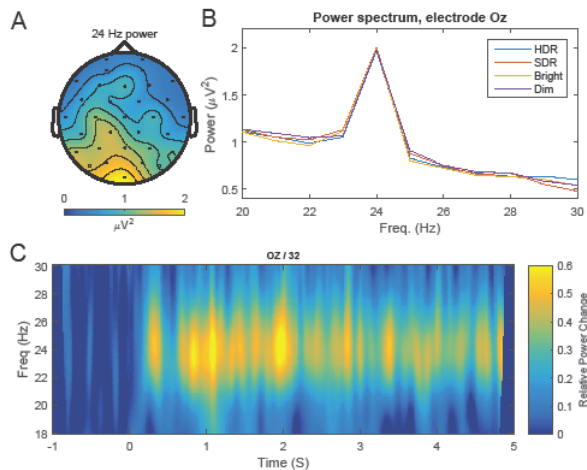 A
24 Hz power
0 1 2
μV²
B
Power spectrum, electrode Oz
HDR
SDR
Bright
Dim
2
1.5
1
0.5
Power (μV²)
20 22 24 26 28 30
Freq. (Hz)
C
OZ / 32
30
28
26
24
22
20
18
Freq (Hz)
-1 0 1 2 3 4 5
Time (S)
0.6
0.5
0.4
0.3
0.2
0.1
0
Relative Power Change